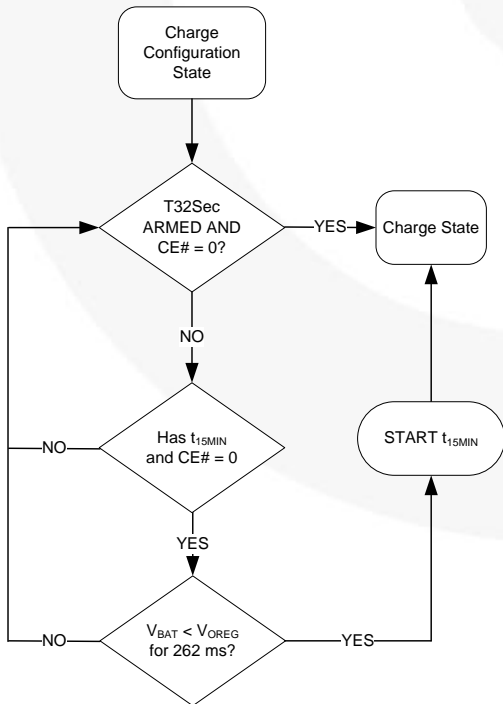 Charge
Configuration
State
T32Sec
ARMED AND
CE# = 0?
YES
Charge State
NO
Has t15MIN
and CE# = 0
NO
START t15MIN
YES
VBAT < VOREG
for 262 ms?
NO
YES